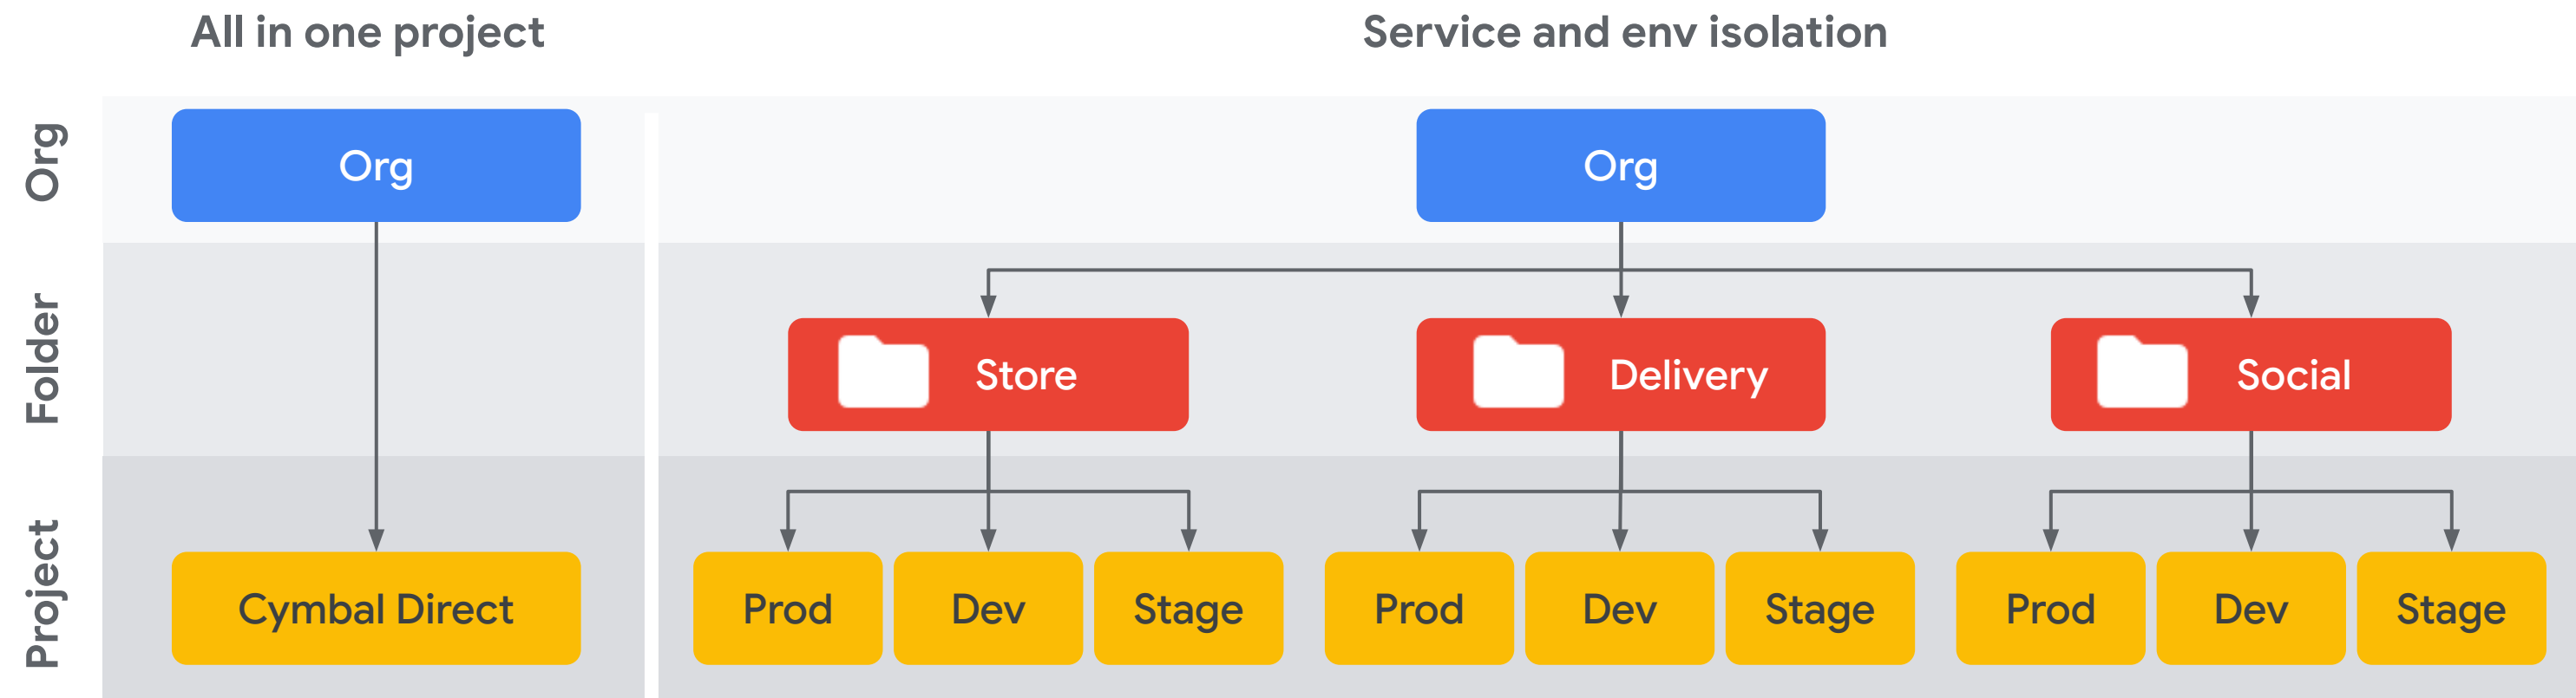 All in one project
Service and env isolation
Org
Org
Org
Folder
Store
Delivery
Social
Project
Cymbal Direct
Prod
Dev
Stage
Prod
Dev
Stage
Prod
Dev
Stage